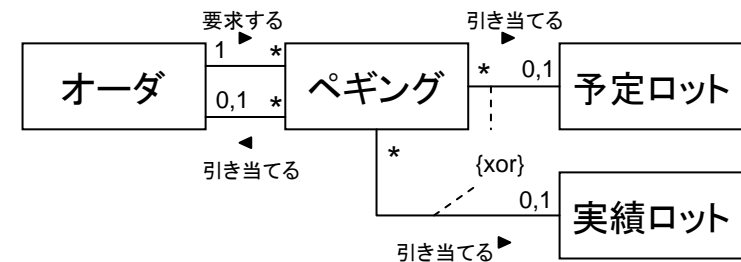 要求する
引き当てる
1
*
オーダ
ペギング
*
0,1
予定ロット
0,1
*
引き当てる
*
{xor}
0,1
実績ロット
引き当てる